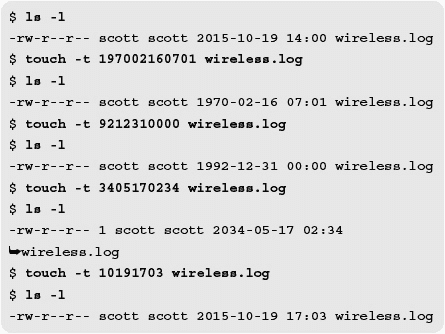 $ ls -l
-rw-r--r-- scott scott 2015-10-19 14:00 wireless.log
$ touch -t 197002160701 wireless.log
$ ls -l
-rw-r--r-- scott scott 1970-02-16 07:01 wireless.log
$ touch -t 9212310000 wireless.log
$ ls -l
-rw-r--r-- scott scott 1992-12-31 00:00 wireless.log
$ touch -t 3405170234 wireless.log
$ ls -l
-rw-r--r-- 1 scott scott 2034-05-17 02:34
➥wireless.log
$ touch -t 10191703 wireless.log
$ ls -l
-rw-r--r-- scott scott 2015-10-19 17:03 wireless.log